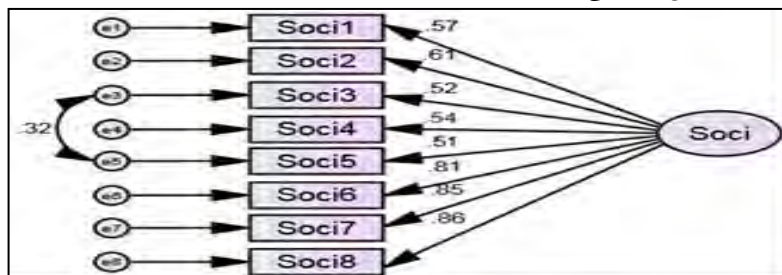 e1 Soci1 .57
e2 Soci2 .61
e3 Soci3 .52
.32 e4 Soci4 .54 Soci
e5 Soci5 .51
e6 Soci6 .81
e7 Soci7 .85
e8 Soci8 .86